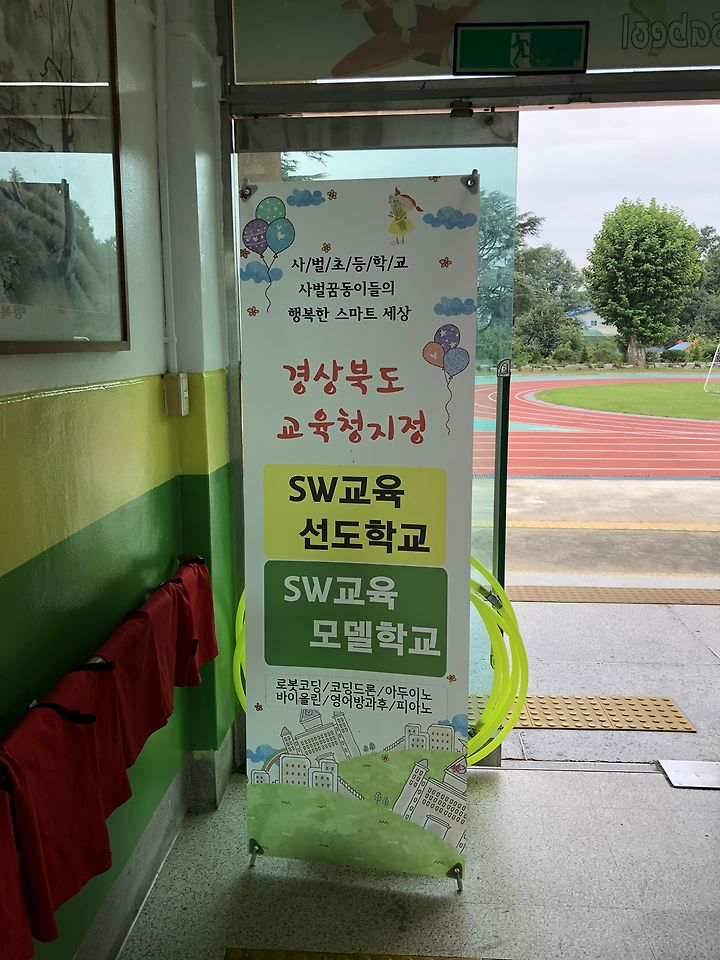 Sabeol
사/벌/초/등/학/교
사벌꿈동이들의
행복한 스마트 세상
경상북도
교육청지정
SW교육
선도학교
SW교육
모델학교
로봇코딩/코딩드론/아두이노
바이올린/영어방과후/피아노